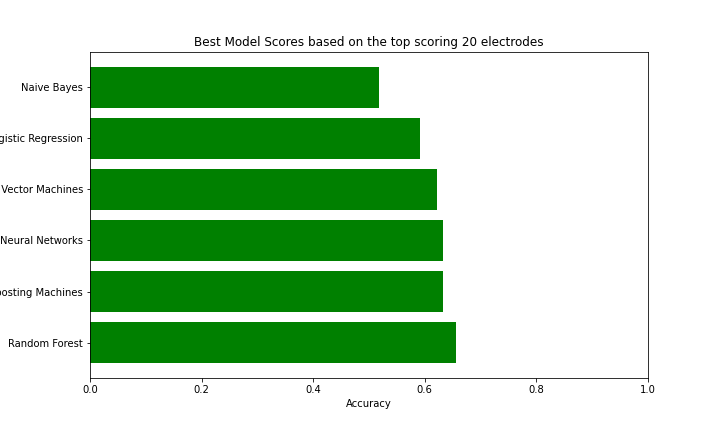 Best Model Scores based on the top scoring 20 electrodes
Naive Bayes
gistic Regression
Vector Machines
Neural Networks
osting Machines
Random Forest
0.0 0.2 0.4 0.6 0.8 1.0
Accuracy